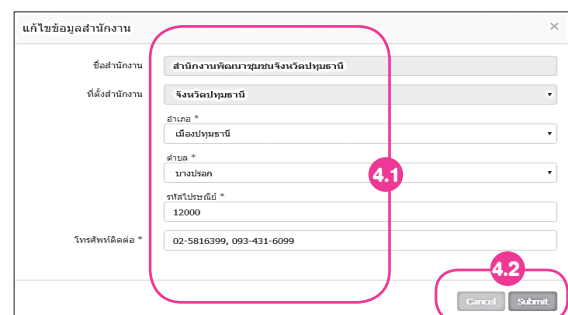 แก้ไขข้อมูลสำนักงาน ×
ชื่อสำนักงาน สำนักงานพัฒนาชุมชนจังหวัดปทุมธานี
ที่ตั้งสำนักงาน จังหวัดปทุมธานี
อำเภอ *
เมืองปทุมธานี
ตำบล *
บางปรอก
4.1
รหัสไปรษณีย์ *
12000
โทรศัพท์ติดต่อ * 02-5816399, 093-431-6099
4.2
Cancel Submit